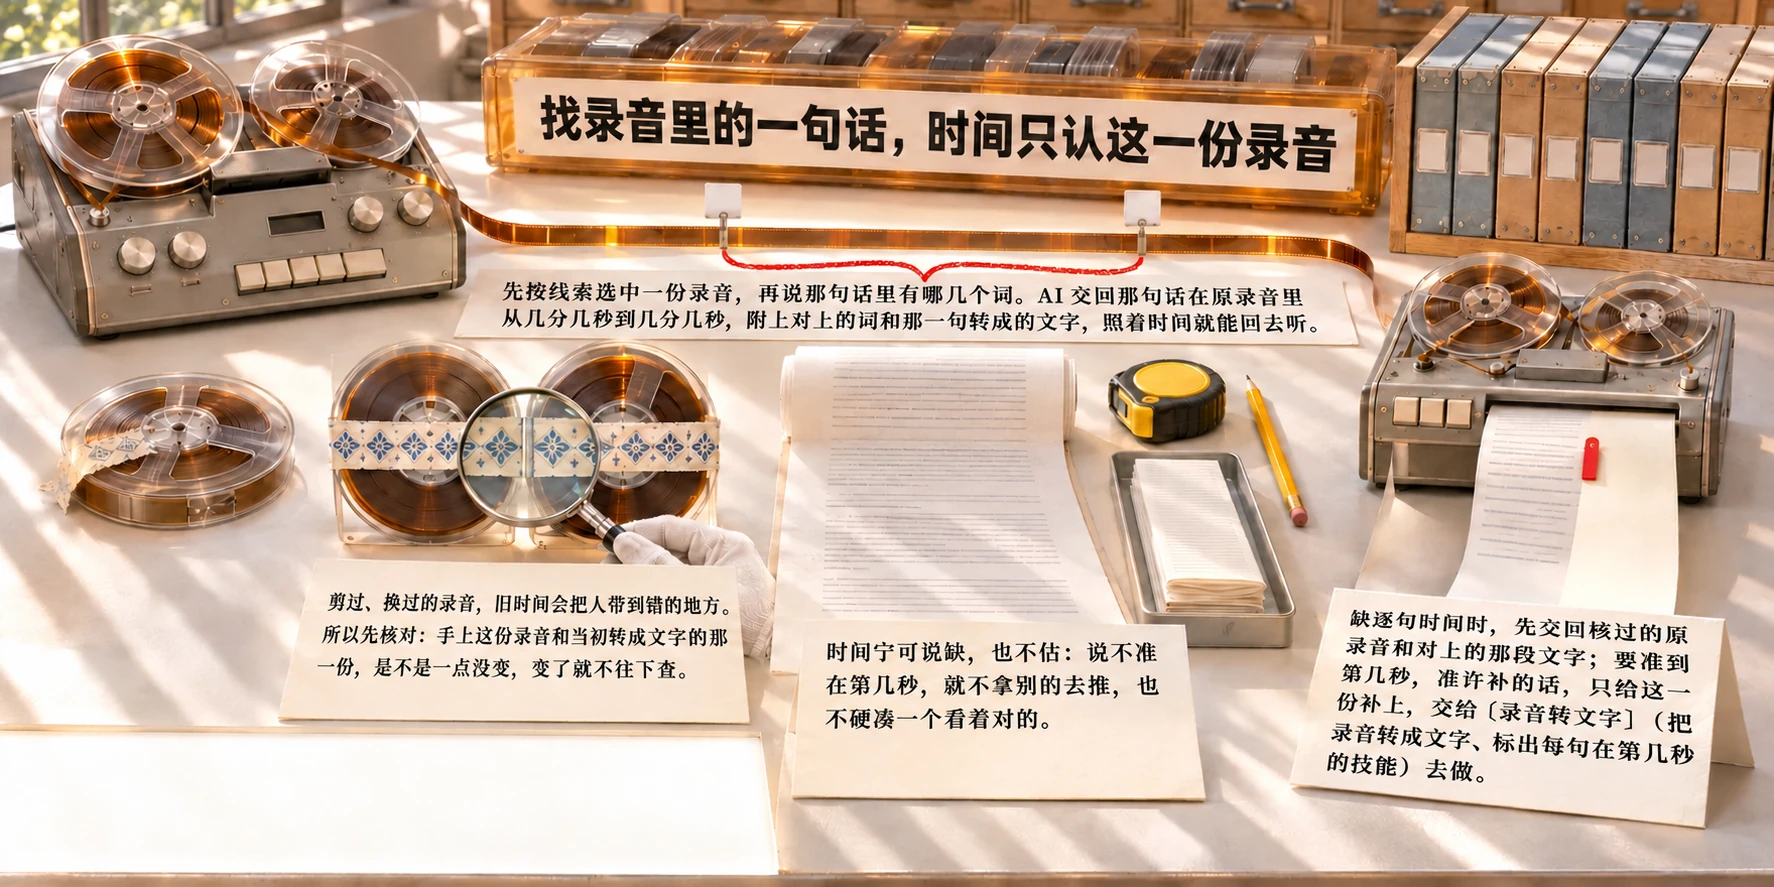 找录音里的一句话，时间只认这一份录音
先按线索选中一份录音，再说那句话里有哪几个词。AI 交回那句话在原录音里
从几分几秒到几分几秒，附上对上的词和那一句转成的文字，照着时间就能回去听。
剪过、换过的录音，旧时间会把人带到错的地方。
所以先核对：手上这份录音和当初转成文字的那
一份，是不是一点没变，变了就不往下查。
时间宁可说缺，也不估：说不准
在第几秒，就不拿别的去推，也
不硬凑一个看着对的。
缺逐句时间时，先交回核过的原
录音和对上的那段文字；要准到
第几秒，准许补的话，只给这一
份补上，交给［录音转文字］（把
录音转成文字、标出每句在第几秒
的技能）去做。